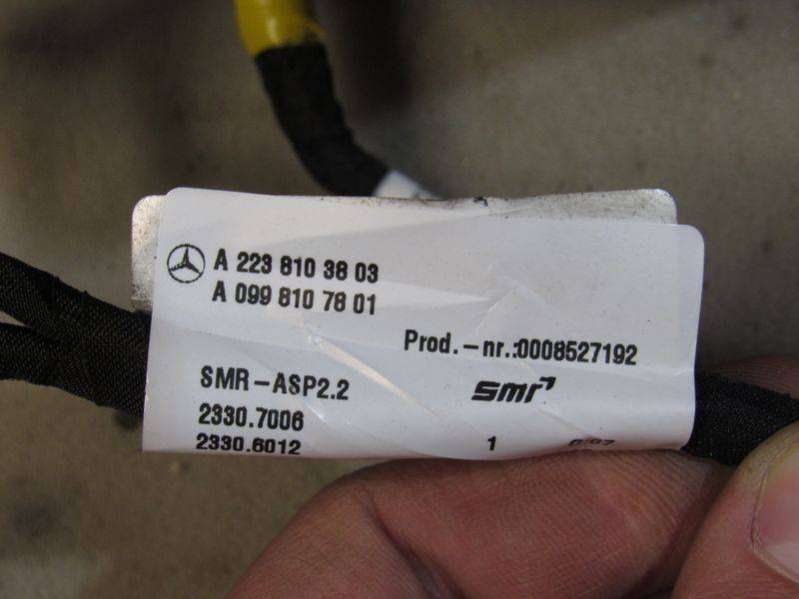 A 223 810 38 03
A 099 810 78 01
Prod.-nr.:0008527192
SMR-ASP2.2
smr
2330.7006
2330.6012
1